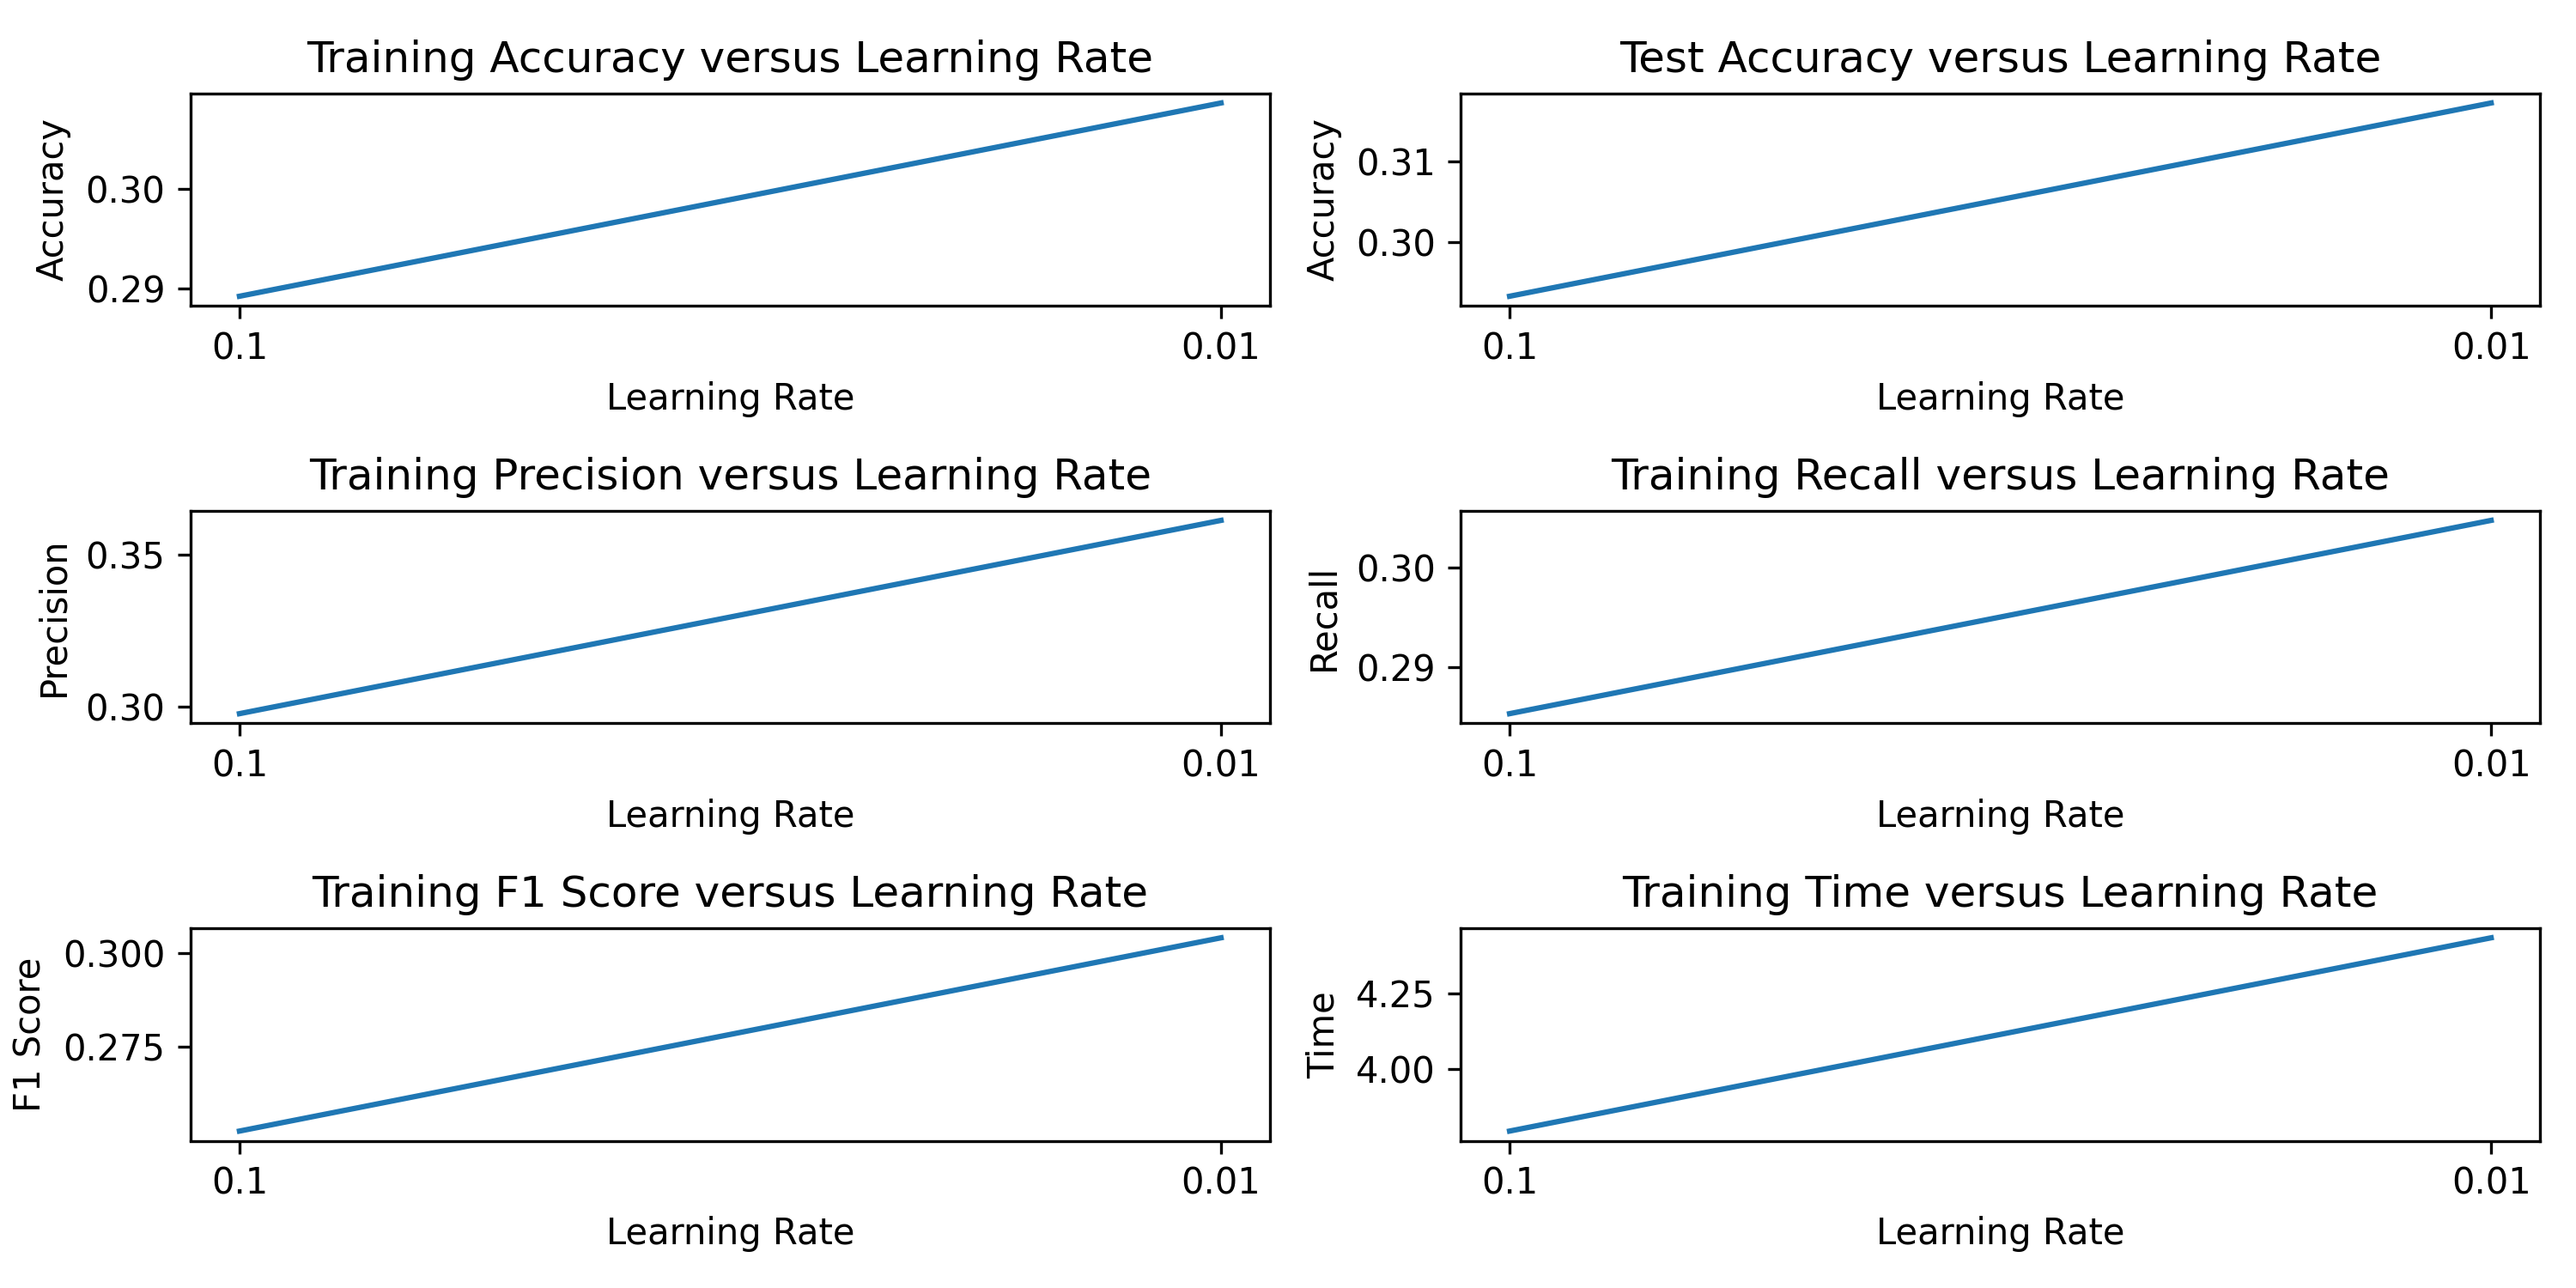 Training Accuracy versus Learning Rate
Accuracy
0.30
0.29
0.1
0.01
Learning Rate
Test Accuracy versus Learning Rate
Accuracy
0.31
0.30
0.1
0.01
Learning Rate
Training Precision versus Learning Rate
Precision
0.35
0.30
0.1
0.01
Learning Rate
Training Recall versus Learning Rate
Recall
0.30
0.29
0.1
0.01
Learning Rate
Training F1 Score versus Learning Rate
F1 Score
0.300
0.275
0.1
0.01
Learning Rate
Training Time versus Learning Rate
Time
4.25
4.00
0.1
0.01
Learning Rate